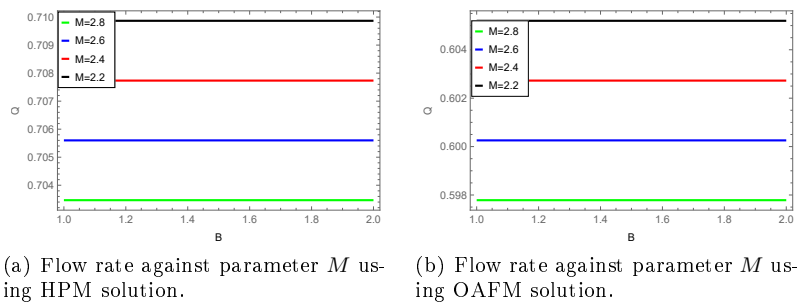 M=2.8
M=2.6
M=2.4
M=2.2
0.710
0.709
0.708
0.707
0.706
0.705
0.704
Q
1.0 1.2 1.4 1.6 1.8 2.0
B
(a) Flow rate against parameter M us-
ing HPM solution.
M=2.8
M=2.6
M=2.4
M=2.2
0.604
0.602
0.600
0.598
Q
1.0 1.2 1.4 1.6 1.8 2.0
B
(b) Flow rate against parameter M us-
ing OAFM solution.